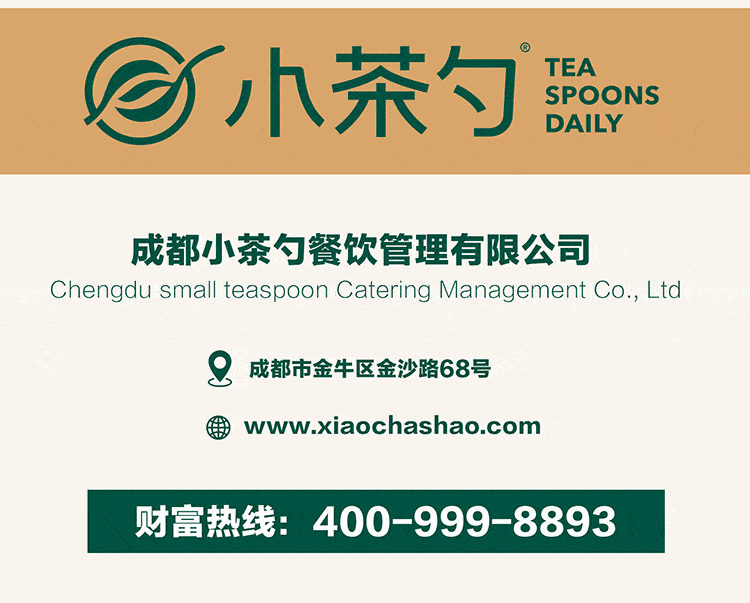 小茶勺®
TEA
SPOONS
DAILY
成都小茶勺餐饮管理有限公司
Chengdu small teaspoon Catering Management Co., Ltd
成都市金牛区金沙路68号
www.xiaochashao.com
财富热线：400-999-8893